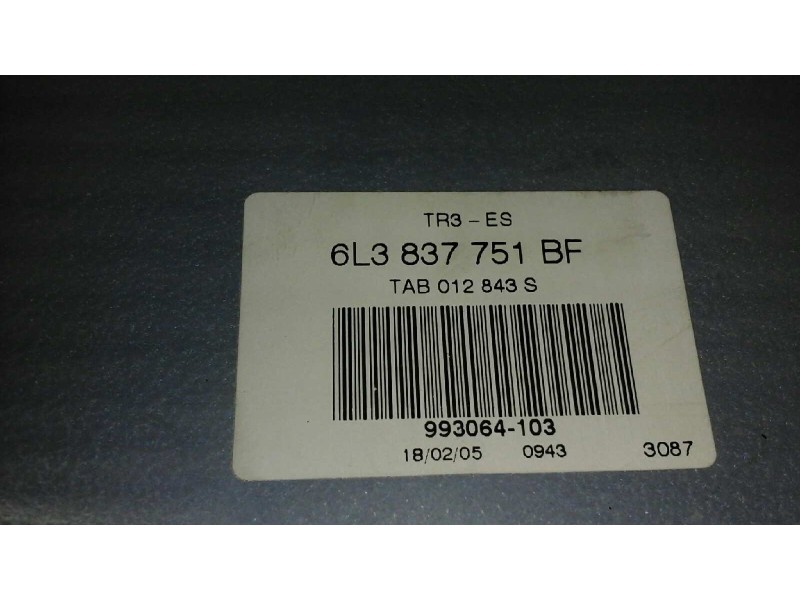 TR3 - ES
6L3 837 751 BF
TAB 012 843 S
993064-103
18/02/05 0943 3087